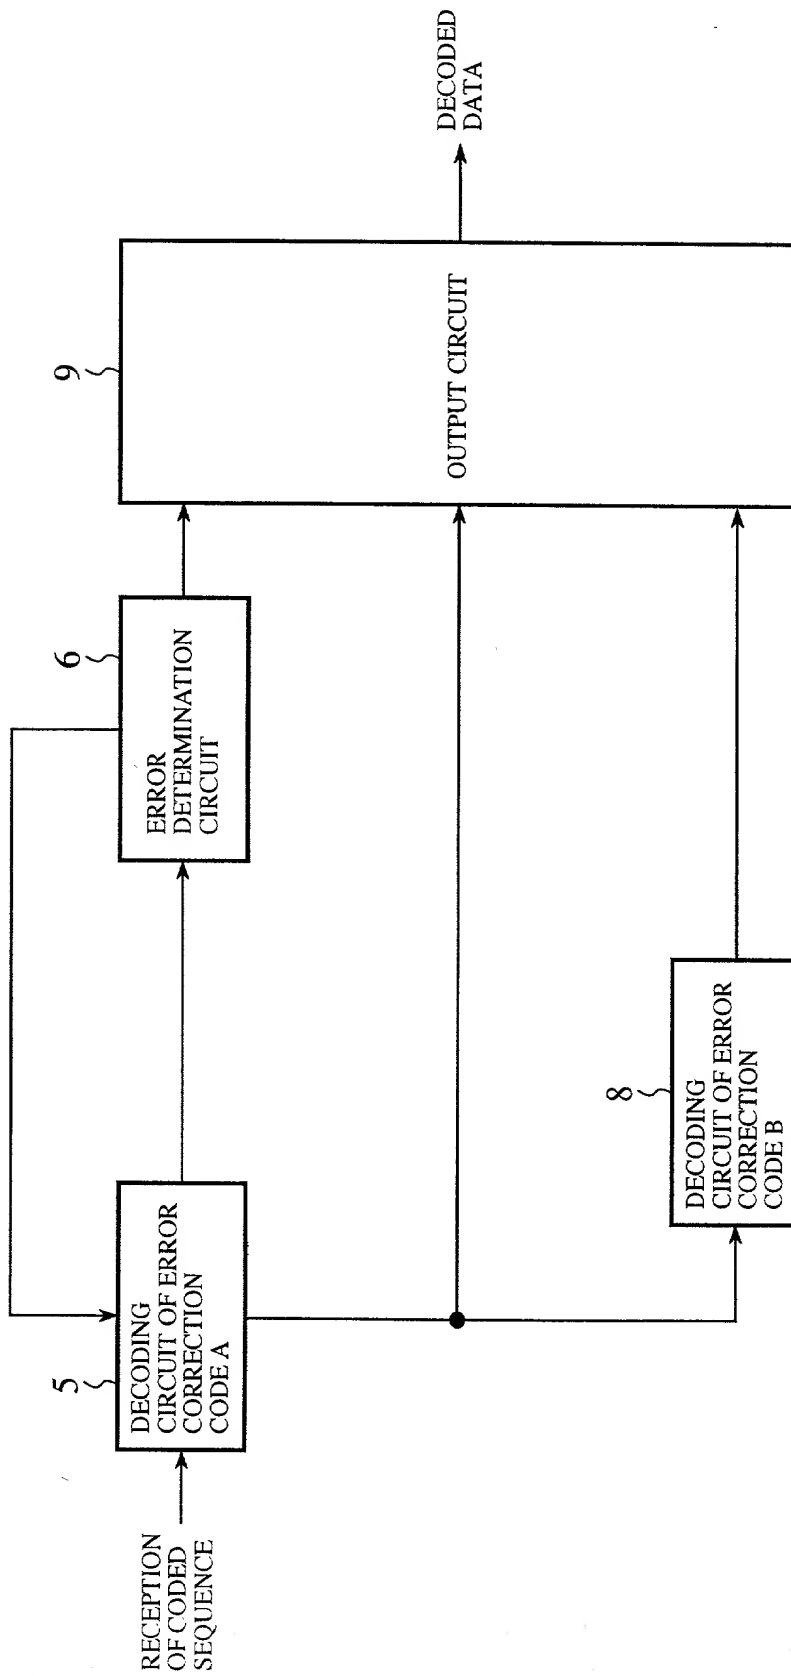 RECEPTION
OF CODED
SEQUENCE
5
DECODING
CIRCUIT OF ERROR
CORRECTION
CODE A
6
ERROR
DETERMINATION
CIRCUIT
8
DECODING
CIRCUIT OF ERROR
CORRECTION
CODE B
9
OUTPUT CIRCUIT
DECODED
DATA